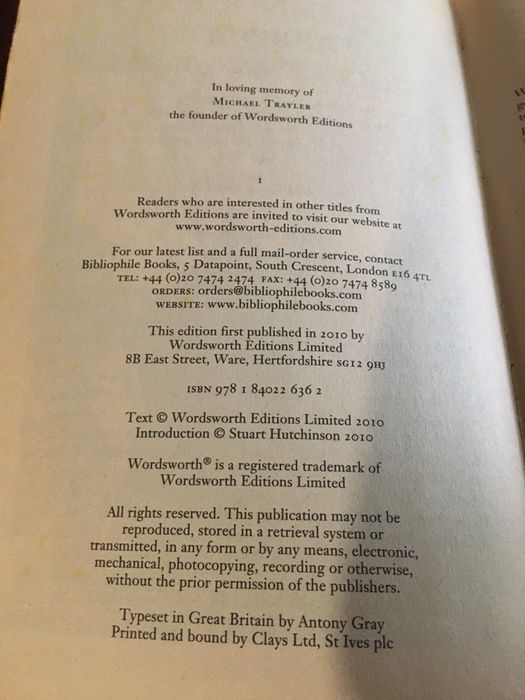 In loving memory of
MICHAEL TRAYLER
the founder of Wordsworth Editions
1
Readers who are interested in other titles from
Wordsworth Editions are invited to visit our website at
www.wordsworth-editions.com
For our latest list and a full mail-order service, contact
Bibliophile Books, 5 Datapoint, South Crescent, London E16 4TL
TEL: +44 (0)20 7474 2474 FAX: +44 (0)20 7474 8589
ORDERS: orders@bibliophilebooks.com
WEBSITE: www.bibliophilebooks.com
This edition first published in 2010 by
Wordsworth Editions Limited
8B East Street, Ware, Hertfordshire SG12 9HJ
ISBN 978 1 84022 636 2
Text © Wordsworth Editions Limited 2010
Introduction © Stuart Hutchinson 2010
Wordsworth® is a registered trademark of
Wordsworth Editions Limited
All rights reserved. This publication may not be
reproduced, stored in a retrieval system or
transmitted, in any form or by any means, electronic,
mechanical, photocopying, recording or otherwise,
without the prior permission of the publishers.
Typeset in Great Britain by Antony Gray
Printed and bound by Clays Ltd, St Ives plc